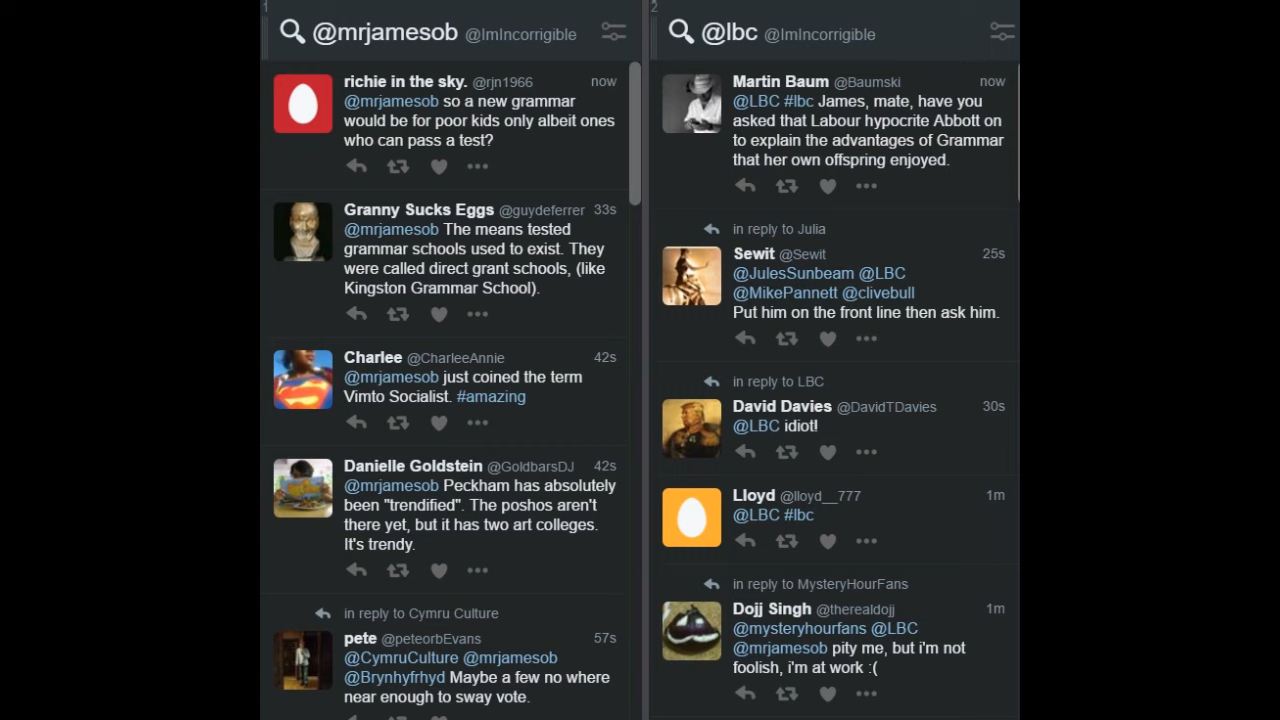 1
@mrjamesob @ImIncorrigible
richie in the sky. @rjn1966 now
@mrjamesob so a new grammar
would be for poor kids only albeit ones
who can pass a test?
Granny Sucks Eggs @guydeferrer 33s
@mrjamesob The means tested
grammar schools used to exist. They
were called direct grant schools, (like
Kingston Grammar School).
Charlee @CharleeAnnie 42s
@mrjamesob just coined the term
Vimto Socialist. #amazing
Danielle Goldstein @GoldbarsDJ 42s
@mrjamesob Peckham has absolutely
been "trendified". The poshos aren't
there yet, but it has two art colleges.
It's trendy.
in reply to Cymru Culture
pete @peteorbEvans 57s
@CymruCulture @mrjamesob
@Brynhyfrhyd Maybe a few no where
near enough to sway vote.
2
@lbc @ImIncorrigible
Martin Baum @Baumski now
@LBC #lbc James, mate, have you
asked that Labour hypocrite Abbott on
to explain the advantages of Grammar
that her own offspring enjoyed.
in reply to Julia
Sewit @Sewit 25s
@JulesSunbeam @LBC
@MikePannett @clivebull
Put him on the front line then ask him.
in reply to LBC
David Davies @DavidTDavies 30s
@LBC idiot!
Lloyd @lloyd__777 1m
@LBC #lbc
in reply to MysteryHourFans
Dojj Singh @therealdojj 1m
@mysteryhourfans @LBC
@mrjamesob pity me, but i'm not
foolish, i'm at work :(